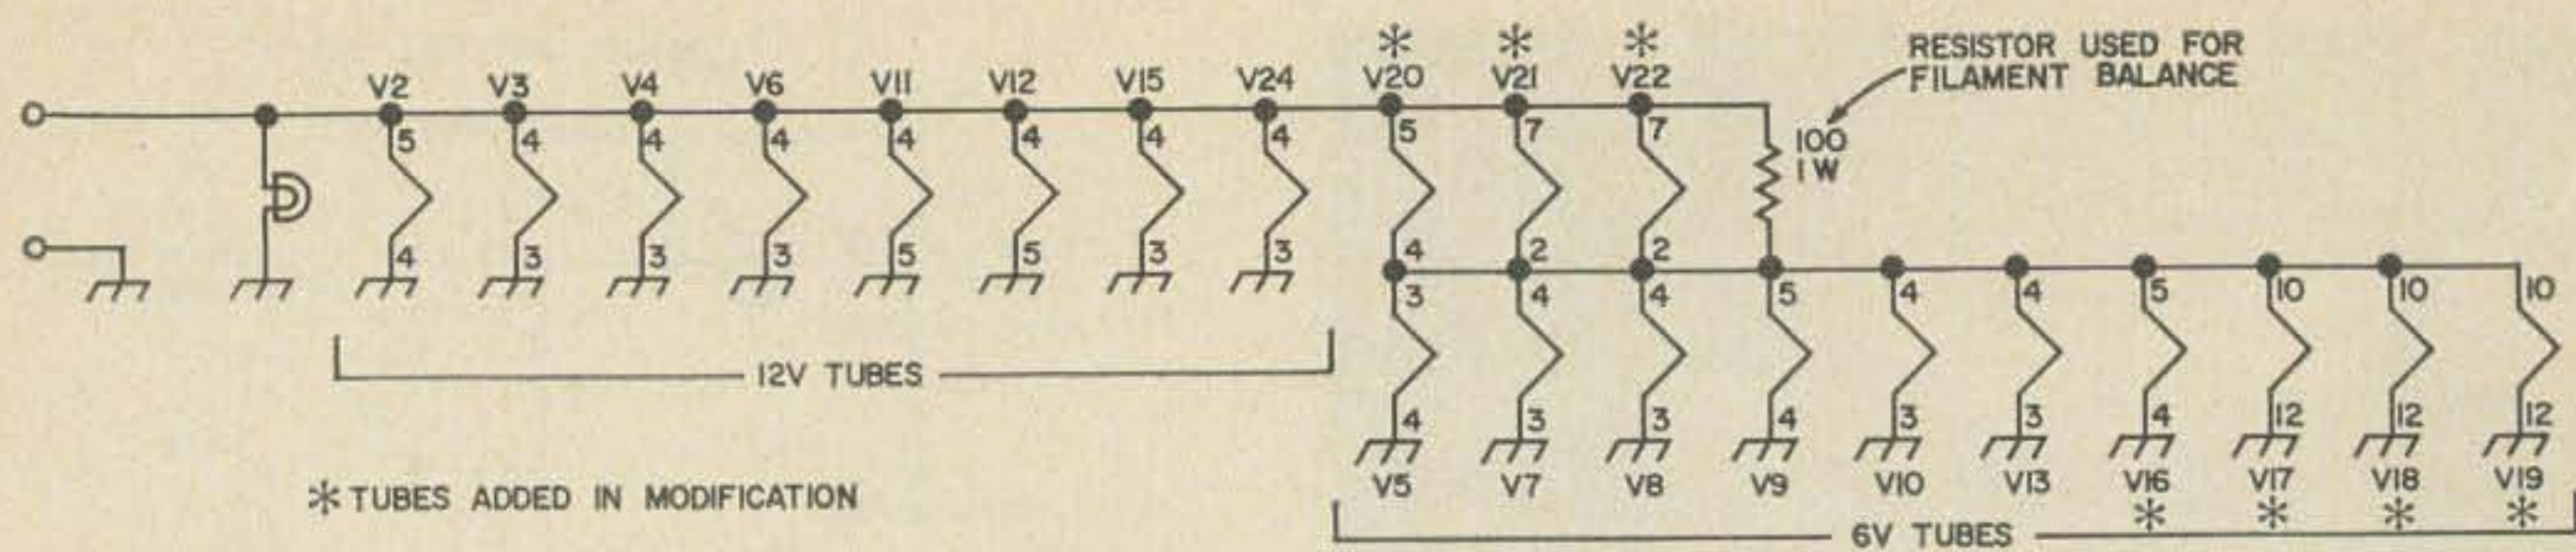 V2 V3 V4 V6 V11 V12 V15 V24 V20 V21 V22
* * *
RESISTOR USED FOR
FILAMENT BALANCE
5 4 4 4 4 4 4 4 5 7 7
100
1 W
4 3 3 3 5 5 3 3 4 2 2
3 4 4 5 4 4 5 10 10 10
12V TUBES
4 3 3 4 3 3 4 12 12 12
V5 V7 V8 V9 V10 V13 V16 V17 V18 V19
* * * *
* TUBES ADDED IN MODIFICATION
6V TUBES